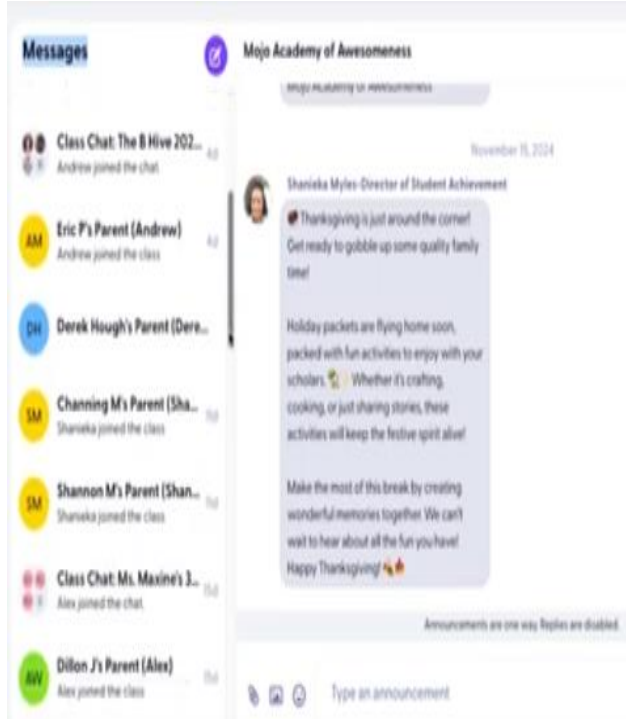 Messages
Mojo Academy of Awesomeness
Mojo Academy of Awesomeness
Class Chat: The B Hive 202...
4d
Andrew joined the chat.
November 15, 2024
Shanieka Myles-Director of Student Achievement
AM
Eric P's Parent (Andrew)
4d
Andrew joined the class
Thanksgiving is just around the corner!
Get ready to gobble up some quality family
time!
DH
Derek Hough's Parent (Dere...
Holiday packets are flying home soon,
packed with fun activities to enjoy with your
scholars. Whether it's crafting,
cooking, or just sharing stories, these
activities will keep the festive spirit alive!
SM
Channing M's Parent (Sha...
Shanieka joined the class
SM
Shannon M's Parent (Shan...
Shanieka joined the class
Make the most of this break by creating
wonderful memories together. We can't
wait to hear about all the fun you have!
Happy Thanksgiving!
Class Chat: Ms. Maxine's 3...
Alex joined the chat.
Announcements are one way. Replies are disabled.
AW
Dillon J's Parent (Alex)
Alex joined the class
Type an announcement